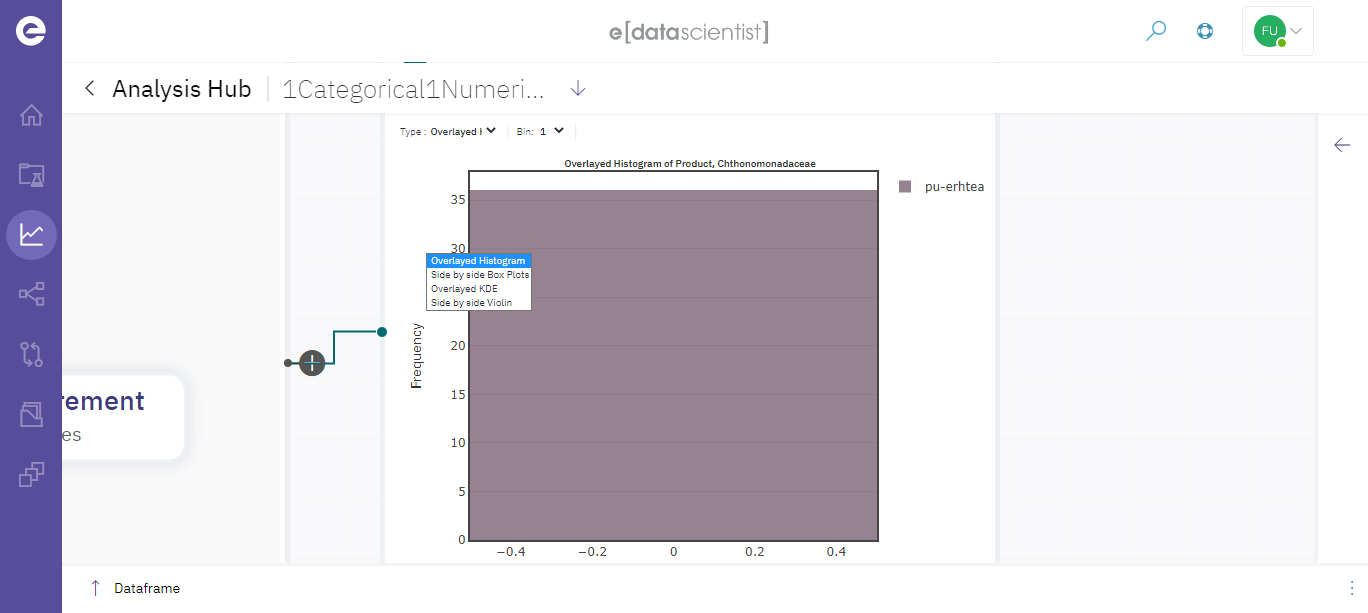 e[datascientist]
FU
Analysis Hub
1Categorical1Numeri...
Type : Overlayed H
Bin: 1
Overlayed Histogram of Product, Chthonomonadaceae
pu-erhtea
35
30
Overlayed Histogram
Side by side Box Plots
Overlayed KDE
Side by side Violin
20
15
10
5
0
Frequency
−0.4 −0.2 0 0.2 0.4
rement
es
Dataframe